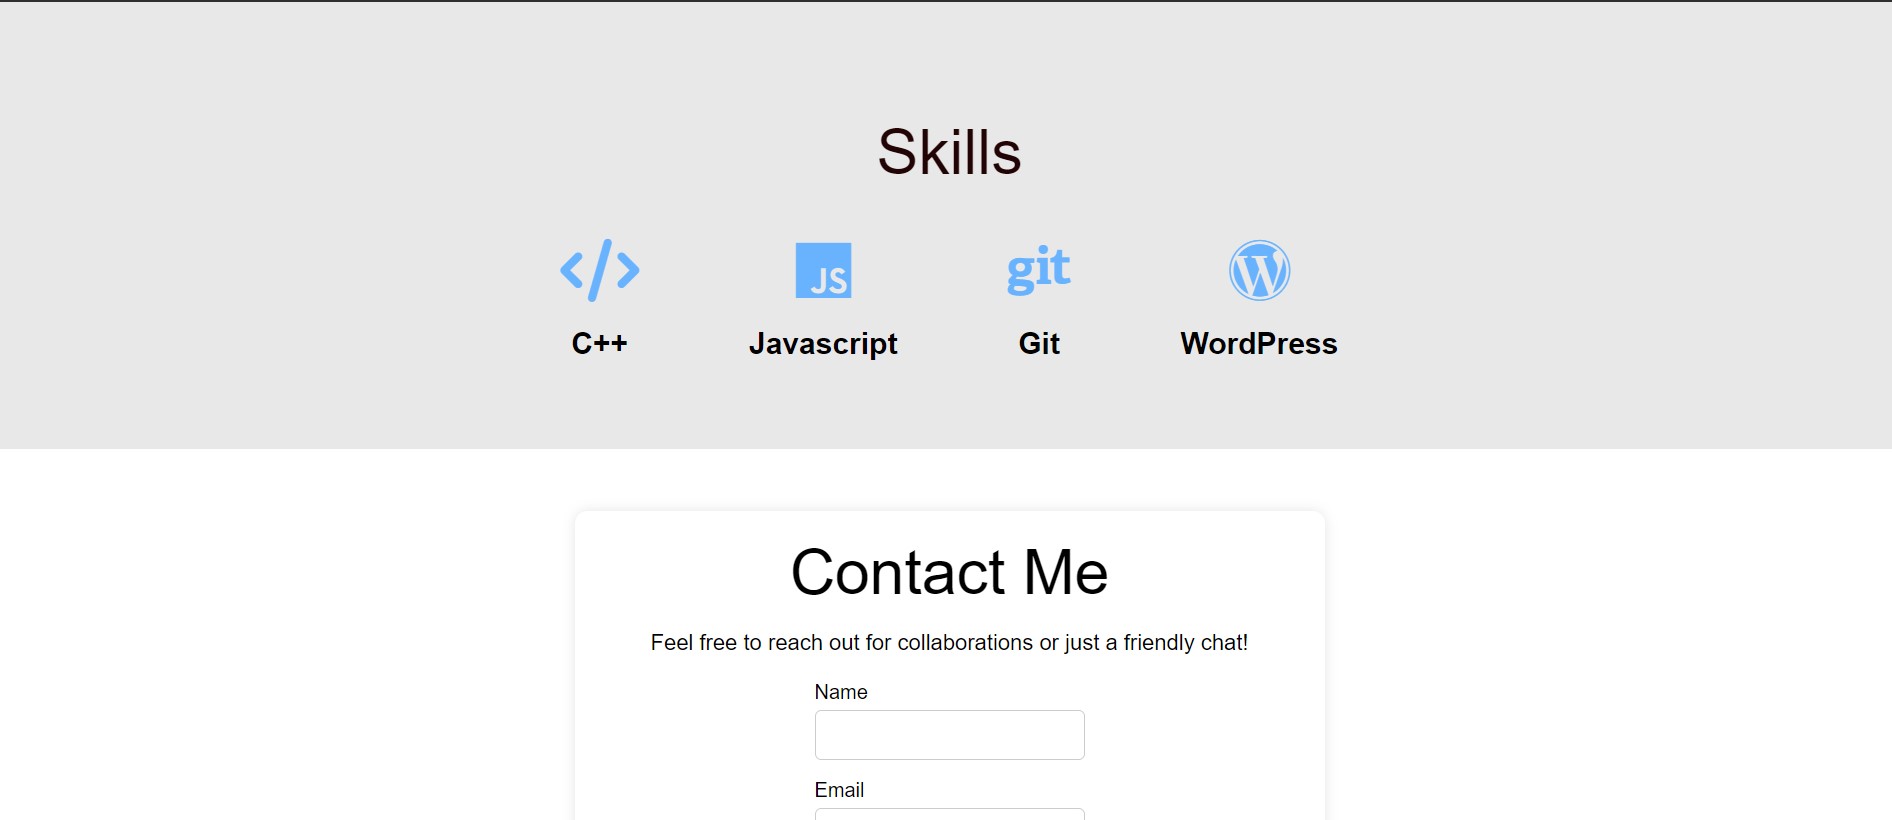 Skills
JS git
C++ Javascript Git WordPress
Contact Me
Feel free to reach out for collaborations or just a friendly chat!
Name
Email